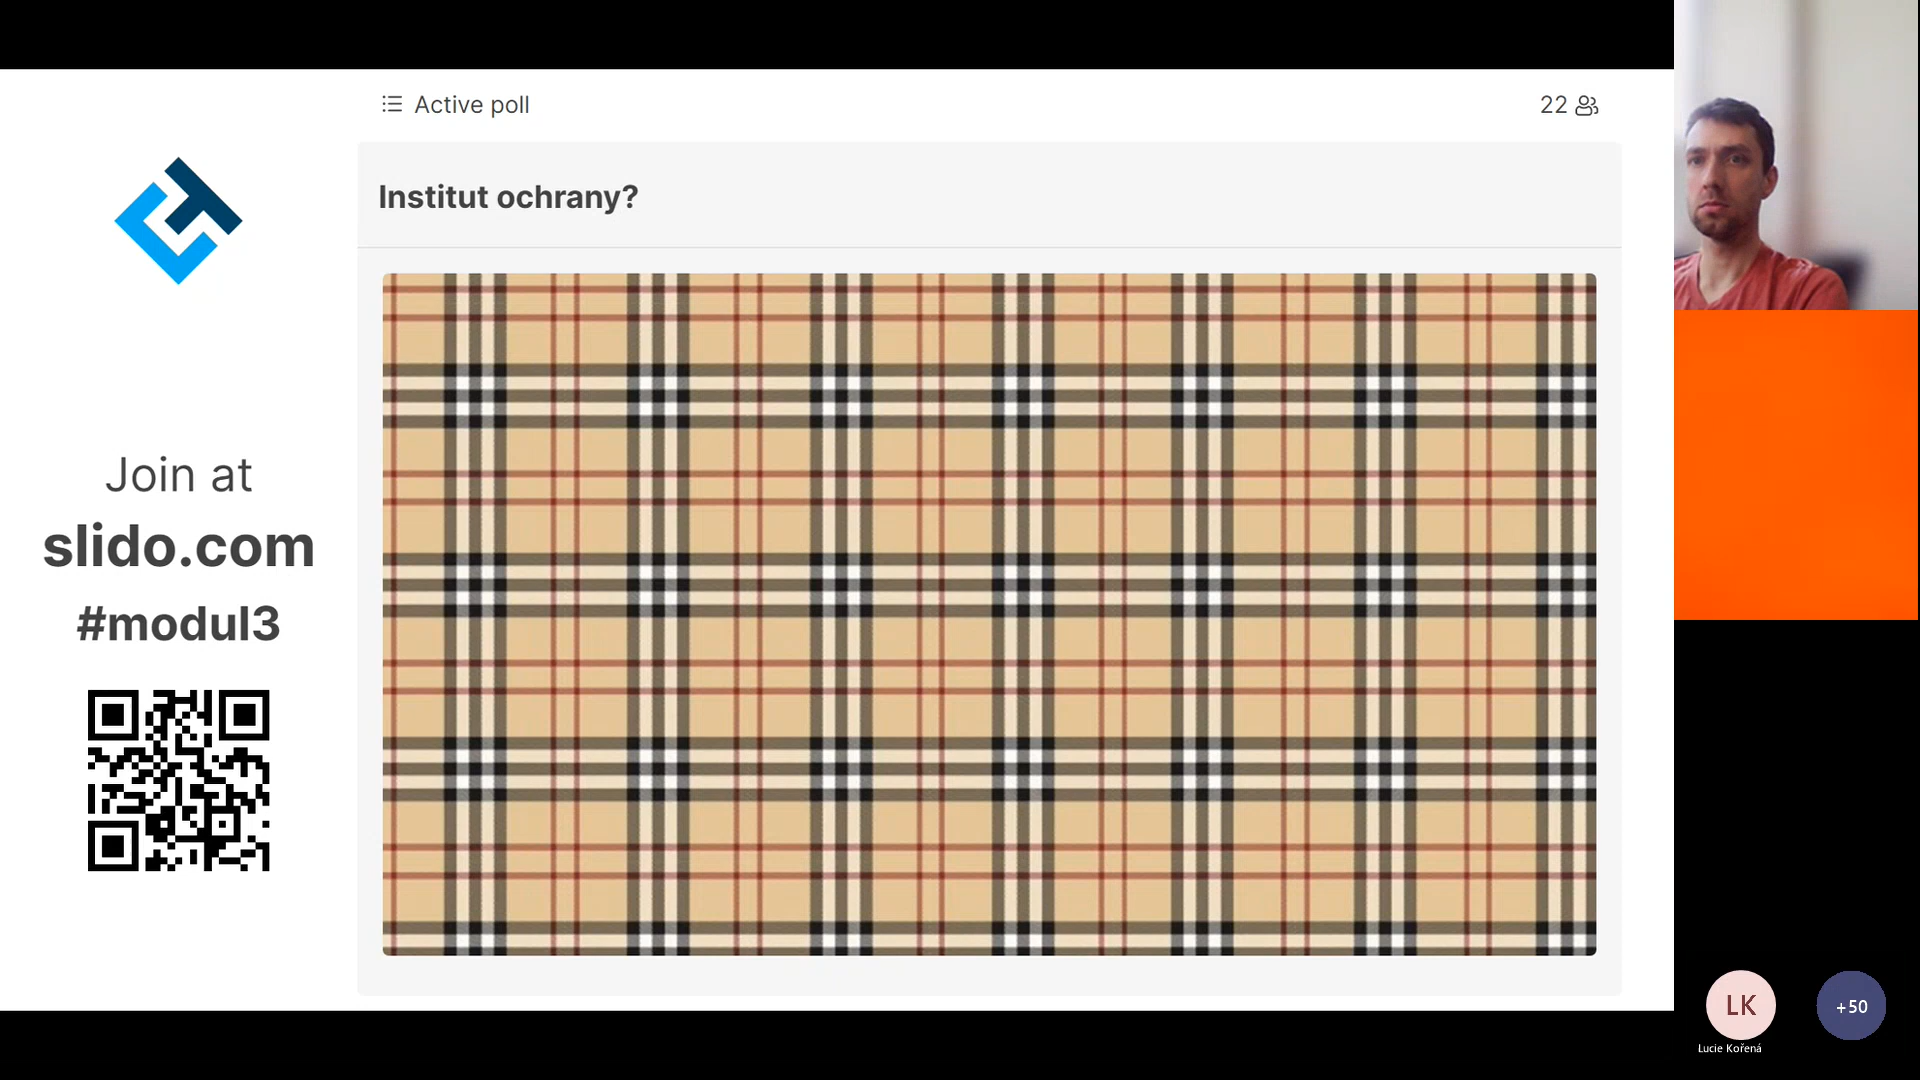 Active poll
22
Institut ochrany?
Join at
slido.com
#modul3
LK
+50
Lucie Kořená